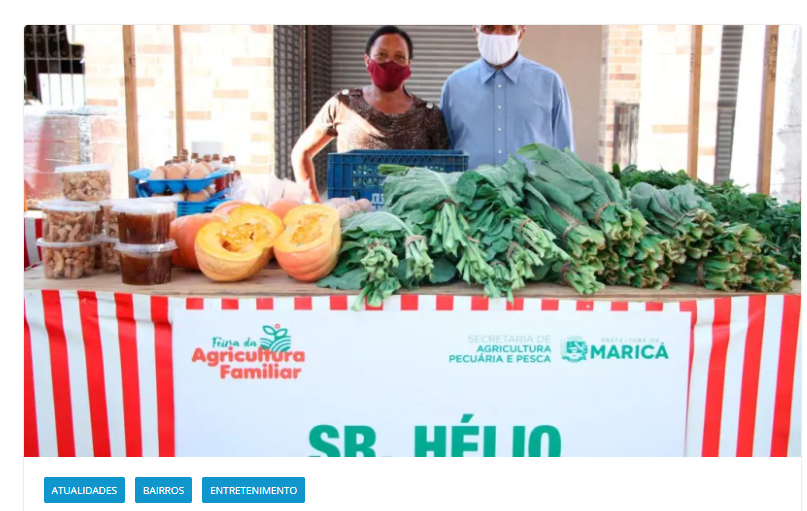 Feira da
Agricultura
Familiar
SECRETARIA DE
AGRICULTURA
PECUÁRIA E PESCA
PREFEITURA DE
MARICÁ
SR. HÉLIO
ATUALIDADES
BAIRROS
ENTRETENIMENTO